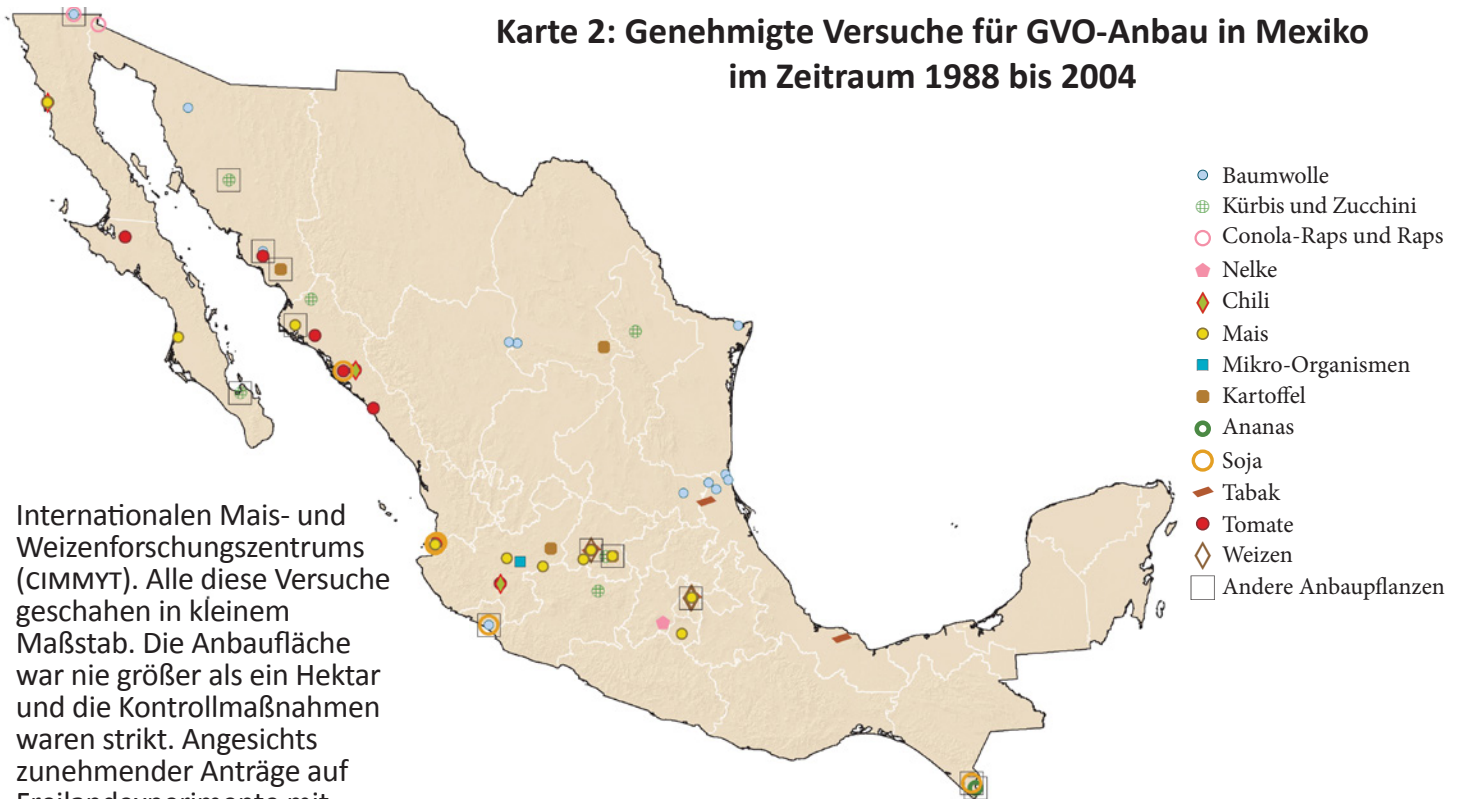 Karte 2: Genehmigte Versuche für GVO-Anbau in Mexiko
im Zeitraum 1988 bis 2004
Baumwolle
Kürbis und Zucchini
Conola-Raps und Raps
Nelke
Chili
Mais
Mikro-Organismen
Kartoffel
Ananas
Soja
Tabak
Tomate
Weizen
Andere Anbaupflanzen
Internationalen Mais- und
Weizenforschungszentrums
(CIMMYT). Alle diese Versuche
geschahen in kleinem
Maßstab. Die Anbaufläche
war nie größer als ein Hektar
und die Kontrollmaßnahmen
waren strikt. Angesichts
zunehmender Anträge auf
Freilandexperimente mit